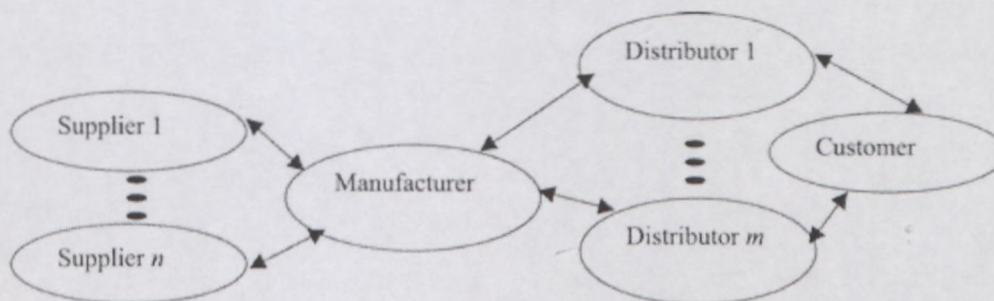 Distributor 1
Supplier 1
Customer
Manufacturer
Distributor m
Supplier n